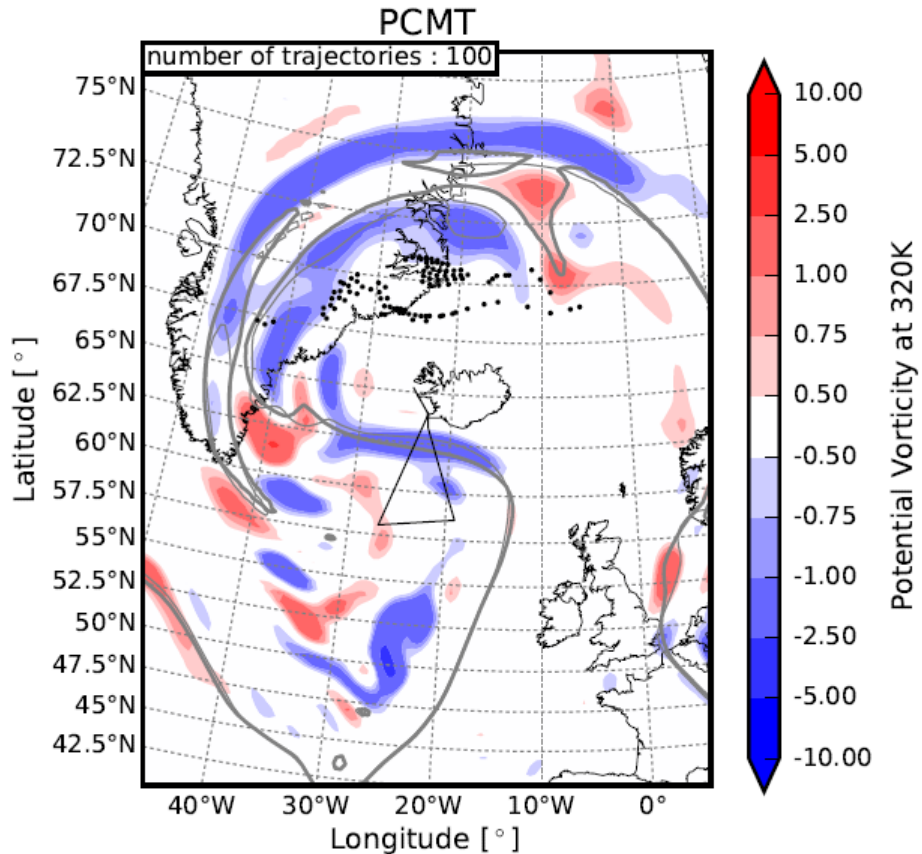 PCMT
number of trajectories : 100
75°N
72.5°N
70°N
67.5°N
65°N
62.5°N
60°N
57.5°N
55°N
52.5°N
50°N
47.5°N
45°N
42.5°N
Latitude [°]
40°W 30°W 20°W 10°W 0°
Longitude [°]
10.00
5.00
2.50
1.00
0.75
0.50
-0.50
-0.75
-1.00
-2.50
-5.00
-10.00
Potential Vorticity at 320K